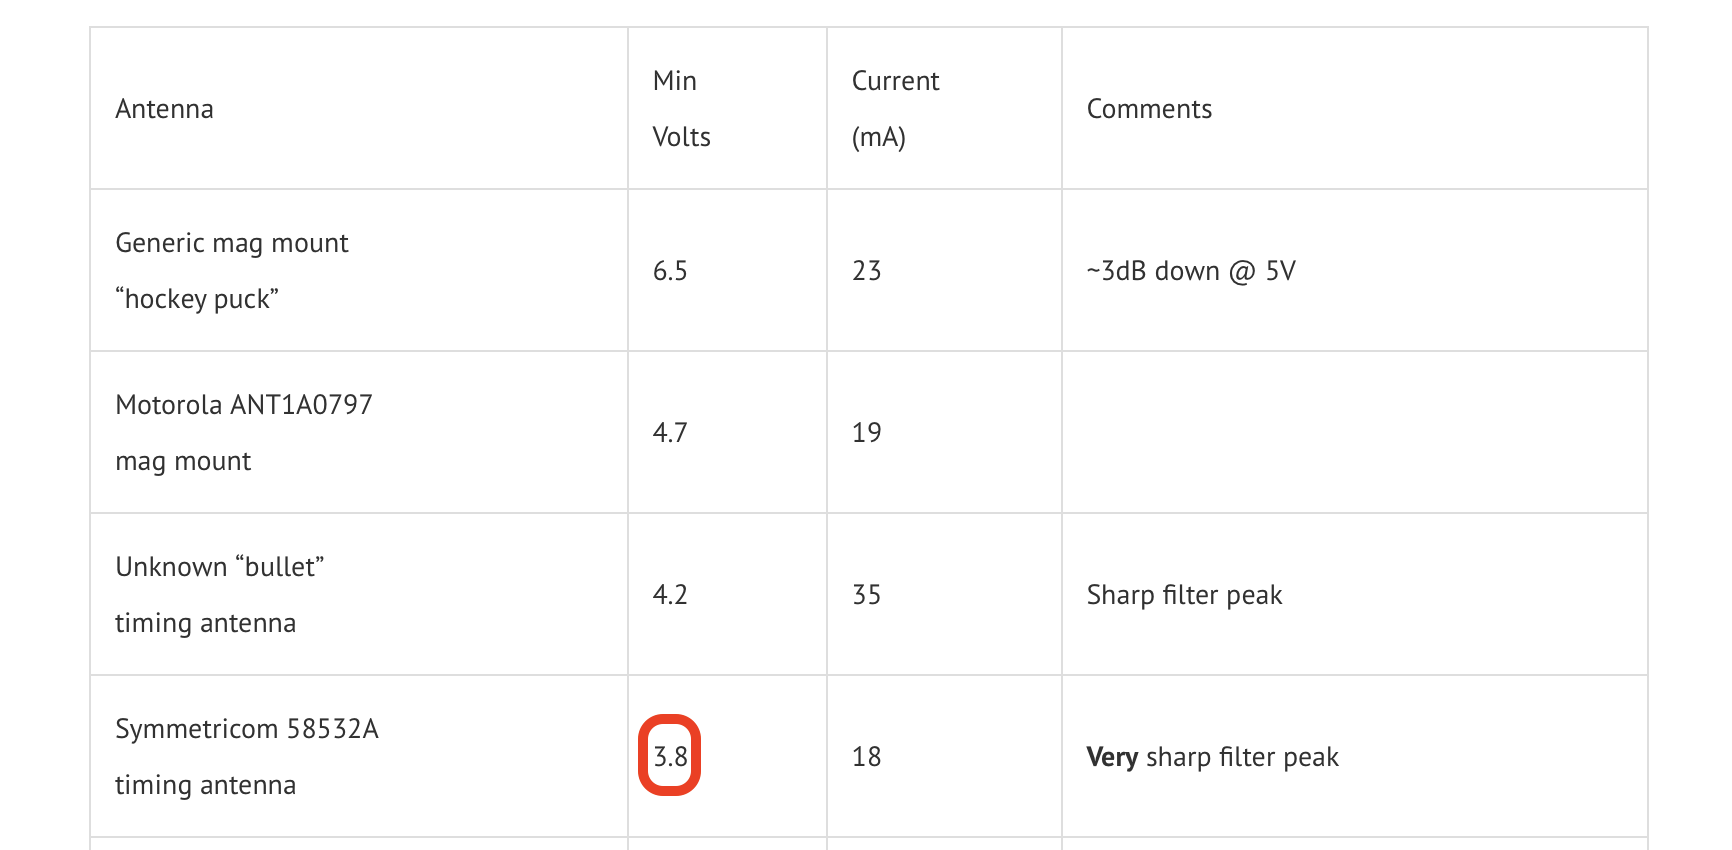 Antenna
Min
Volts
Current
(mA)
Comments
Generic mag mount
“hockey puck”
6.5
23
~3dB down @ 5V
Motorola ANT1A0797
mag mount
4.7
19
Unknown “bullet”
timing antenna
4.2
35
Sharp filter peak
Symmetricom 58532A
timing antenna
3.8
18
Very sharp filter peak